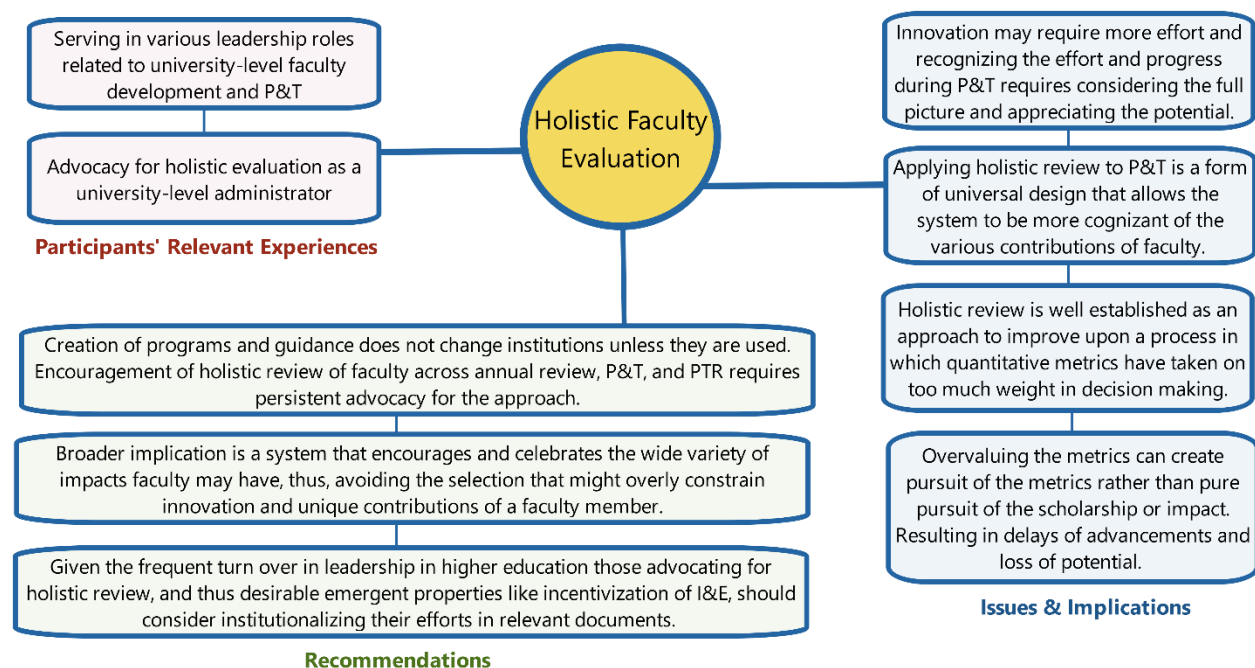 Holistic Faculty
Evaluation
Serving in various leadership roles
related to university-level faculty
development and P&T
Advocacy for holistic evaluation as a
university-level administrator
Participants' Relevant Experiences
Innovation may require more effort and
recognizing the effort and progress
during P&T requires considering the full
picture and appreciating the potential.
Applying holistic review to P&T is a form
of universal design that allows the
system to be more cognizant of the
various contributions of faculty.
Holistic review is well established as an
approach to improve upon a process in
which quantitative metrics have taken on
too much weight in decision making.
Overvaluing the metrics can create
pursuit of the metrics rather than pure
pursuit of the scholarship or impact.
Resulting in delays of advancements and
loss of potential.
Issues & Implications
Creation of programs and guidance does not change institutions unless they are used.
Encouragement of holistic review of faculty across annual review, P&T, and PTR requires
persistent advocacy for the approach.
Broader implication is a system that encourages and celebrates the wide variety of
impacts faculty may have, thus, avoiding the selection that might overly constrain
innovation and unique contributions of a faculty member.
Given the frequent turn over in leadership in higher education those advocating for
holistic review, and thus desirable emergent properties like incentivization of I&E, should
consider institutionalizing their efforts in relevant documents.
Recommendations